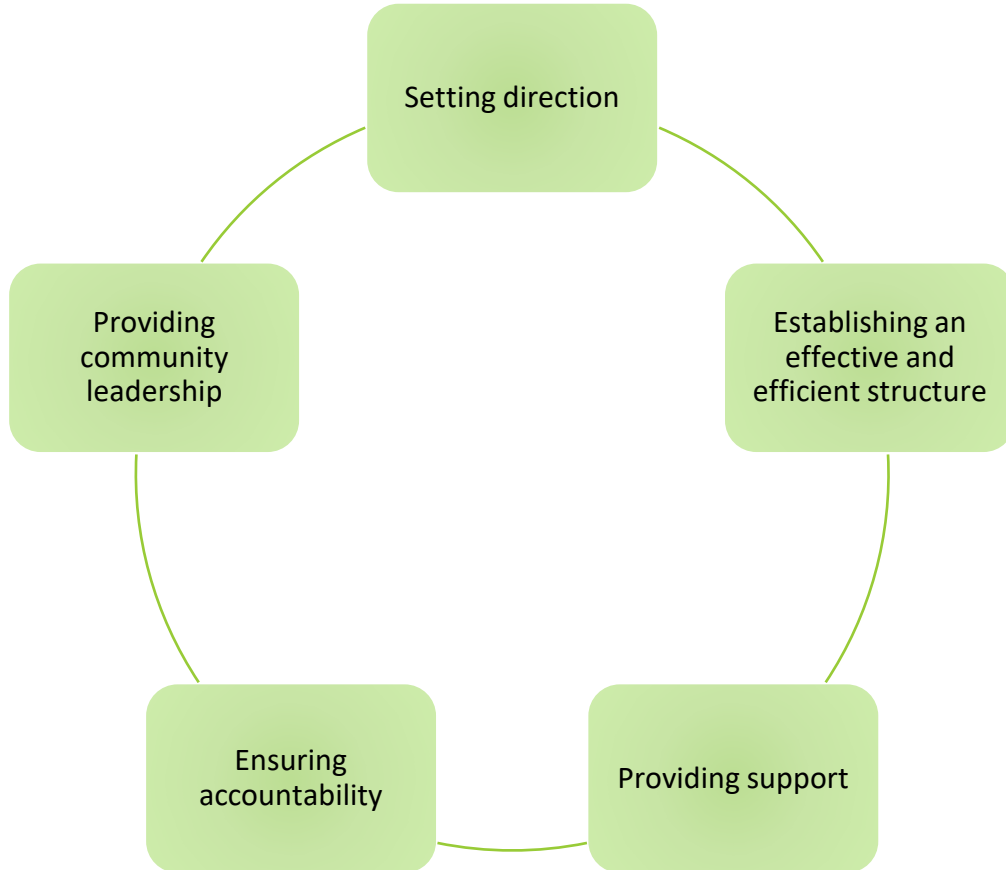 Setting direction
Establishing an
effective and
efficient structure
Providing support
Ensuring
accountability
Providing
community
leadership